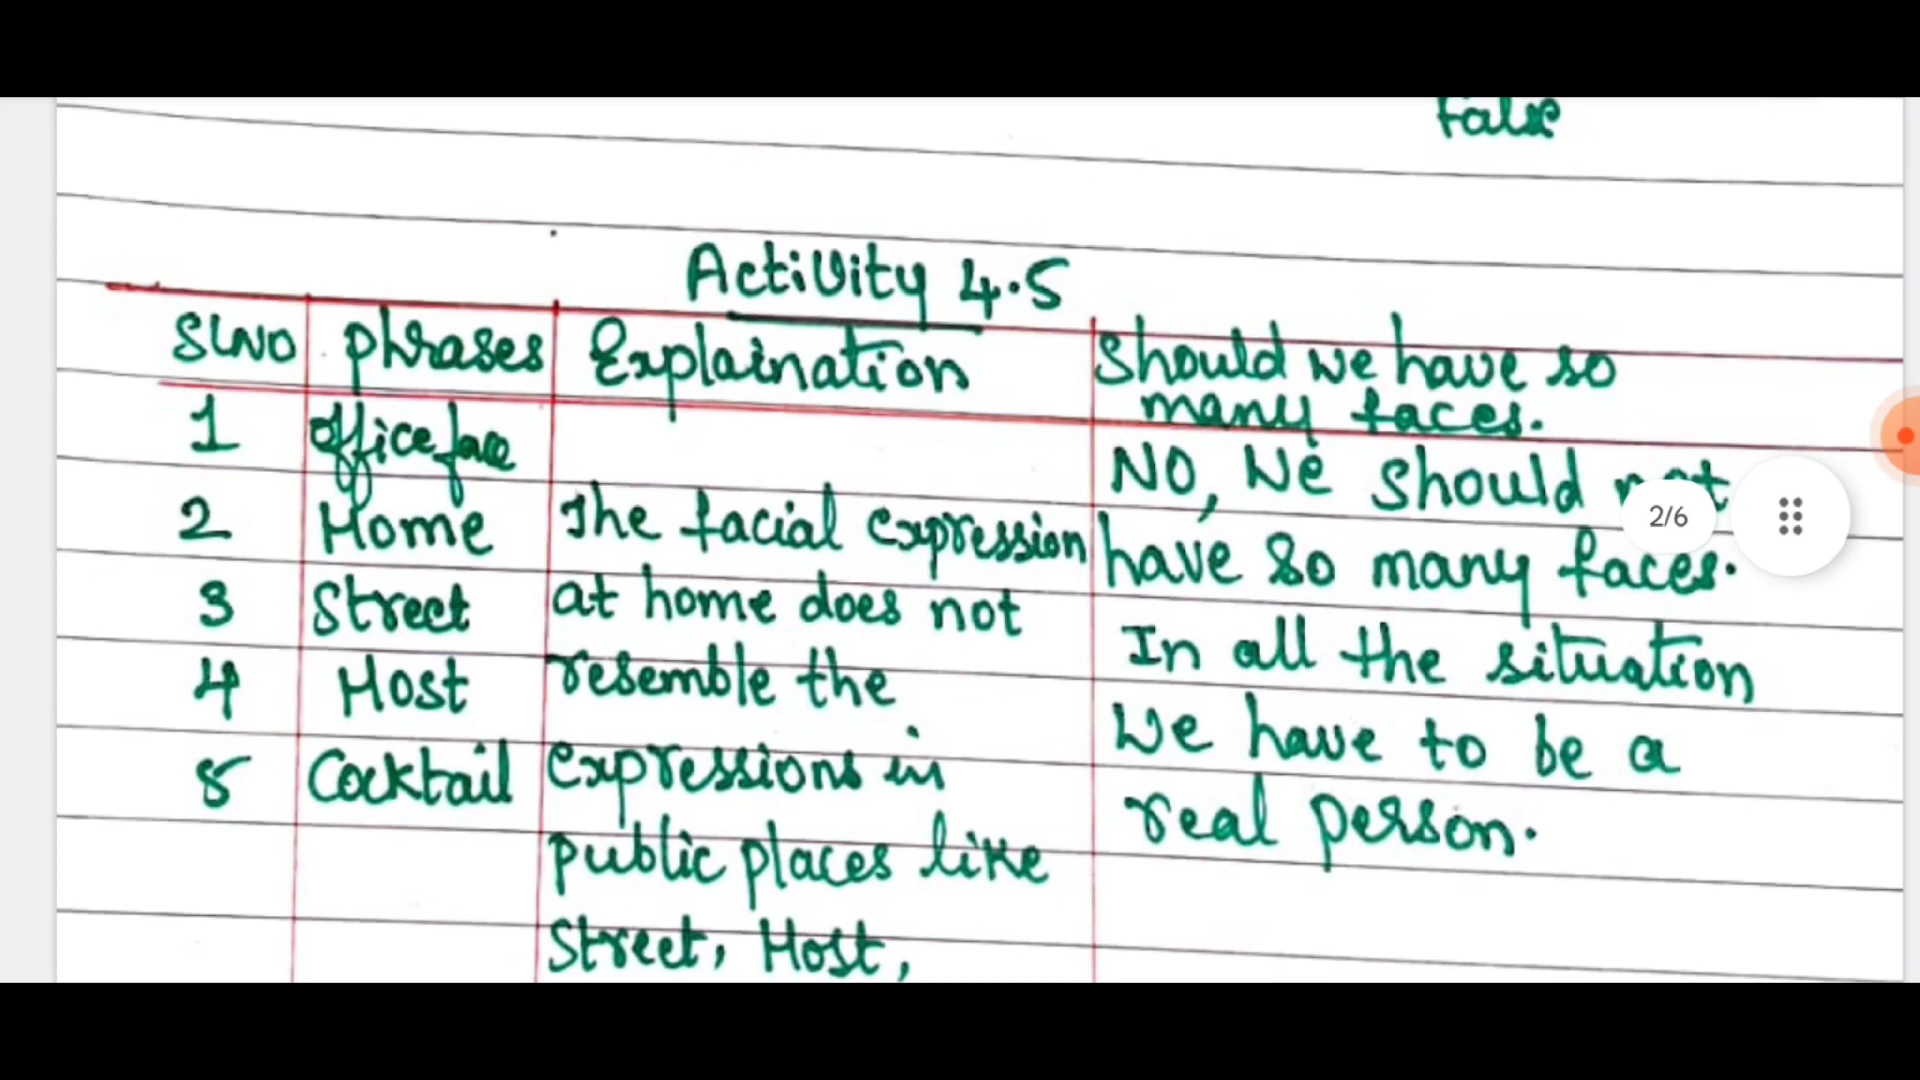 False
Activity 4.5
SLNO phrases Explaination Should we have so
many faces.
1 officeface
2 Home
3 Street
4 Host
5 Cocktail
The facial expression
at home does not
resemble the
expressions in
public places like
Street, Host,
NO, We should not
have so many faces.
In all the situation
We have to be a
real person.
2/6